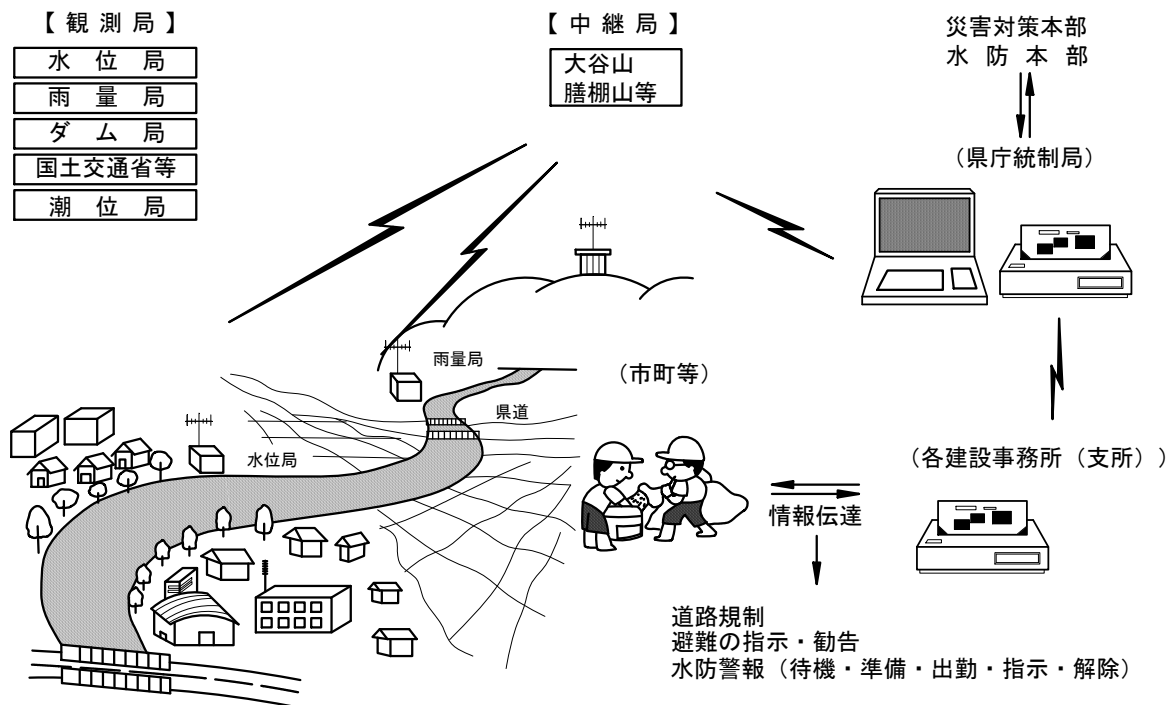 【観測局】
水位局
雨量局
ダム局
国土交通省等
潮位局
【中継局】
大谷山
膳棚山等
災害対策本部
水防本部
（県庁統制局）
雨量局
（市町等）
県道
水位局
（各建設事務所（支所））
情報伝達
道路規制
避難の指示・勧告
水防警報（待機・準備・出勤・指示・解除）